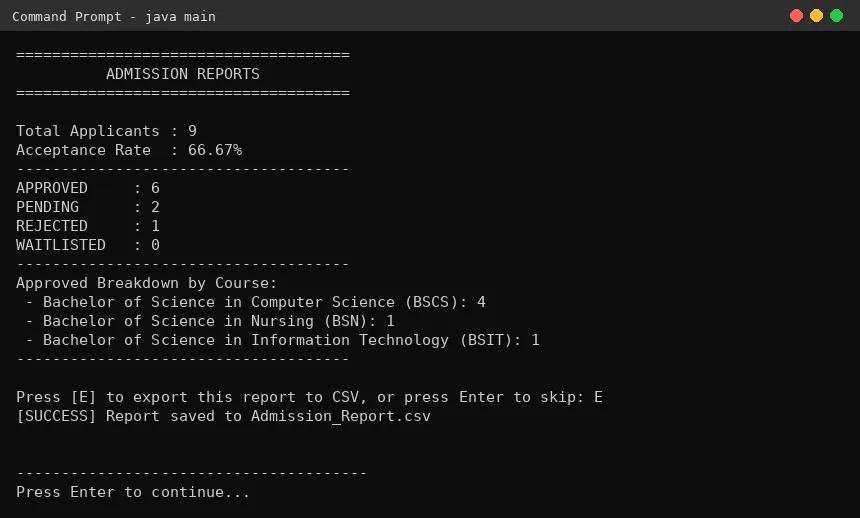 Command Prompt - java main
=====================================
ADMISSION REPORTS
=====================================
Total Applicants : 9
Acceptance Rate  : 66.67%
-------------------------------------
APPROVED     : 6
PENDING      : 2
REJECTED     : 1
WAITLISTED   : 0
-------------------------------------
Approved Breakdown by Course:
 - Bachelor of Science in Computer Science (BSCS): 4
 - Bachelor of Science in Nursing (BSN): 1
 - Bachelor of Science in Information Technology (BSIT): 1
-------------------------------------
Press [E] to export this report to CSV, or press Enter to skip: E
[SUCCESS] Report saved to Admission_Report.csv
---------------------------------------
Press Enter to continue...